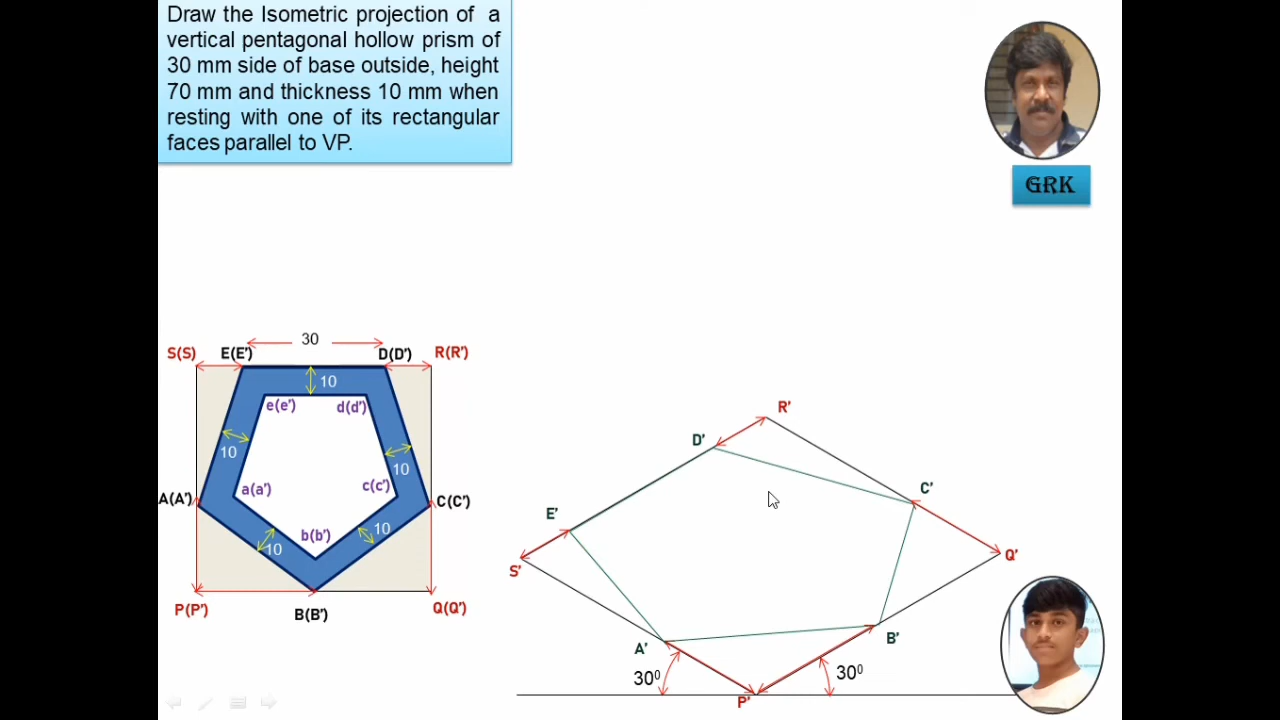 Draw the Isometric projection of a
vertical pentagonal hollow prism of
30 mm side of base outside, height
70 mm and thickness 10 mm when
resting with one of its rectangular
faces parallel to VP.
GRK
30
S(S) E(E’) D(D’) R(R’)
10
e(e’) d(d’)
10
10
A(A’) a(a’) c(c’) C(C’)
b(b’) 10
10
P(P’) B(B’) Q(Q’)
R’
D’
C’
E’
Q’
S’
B’
A’
30⁰ 30⁰
P’